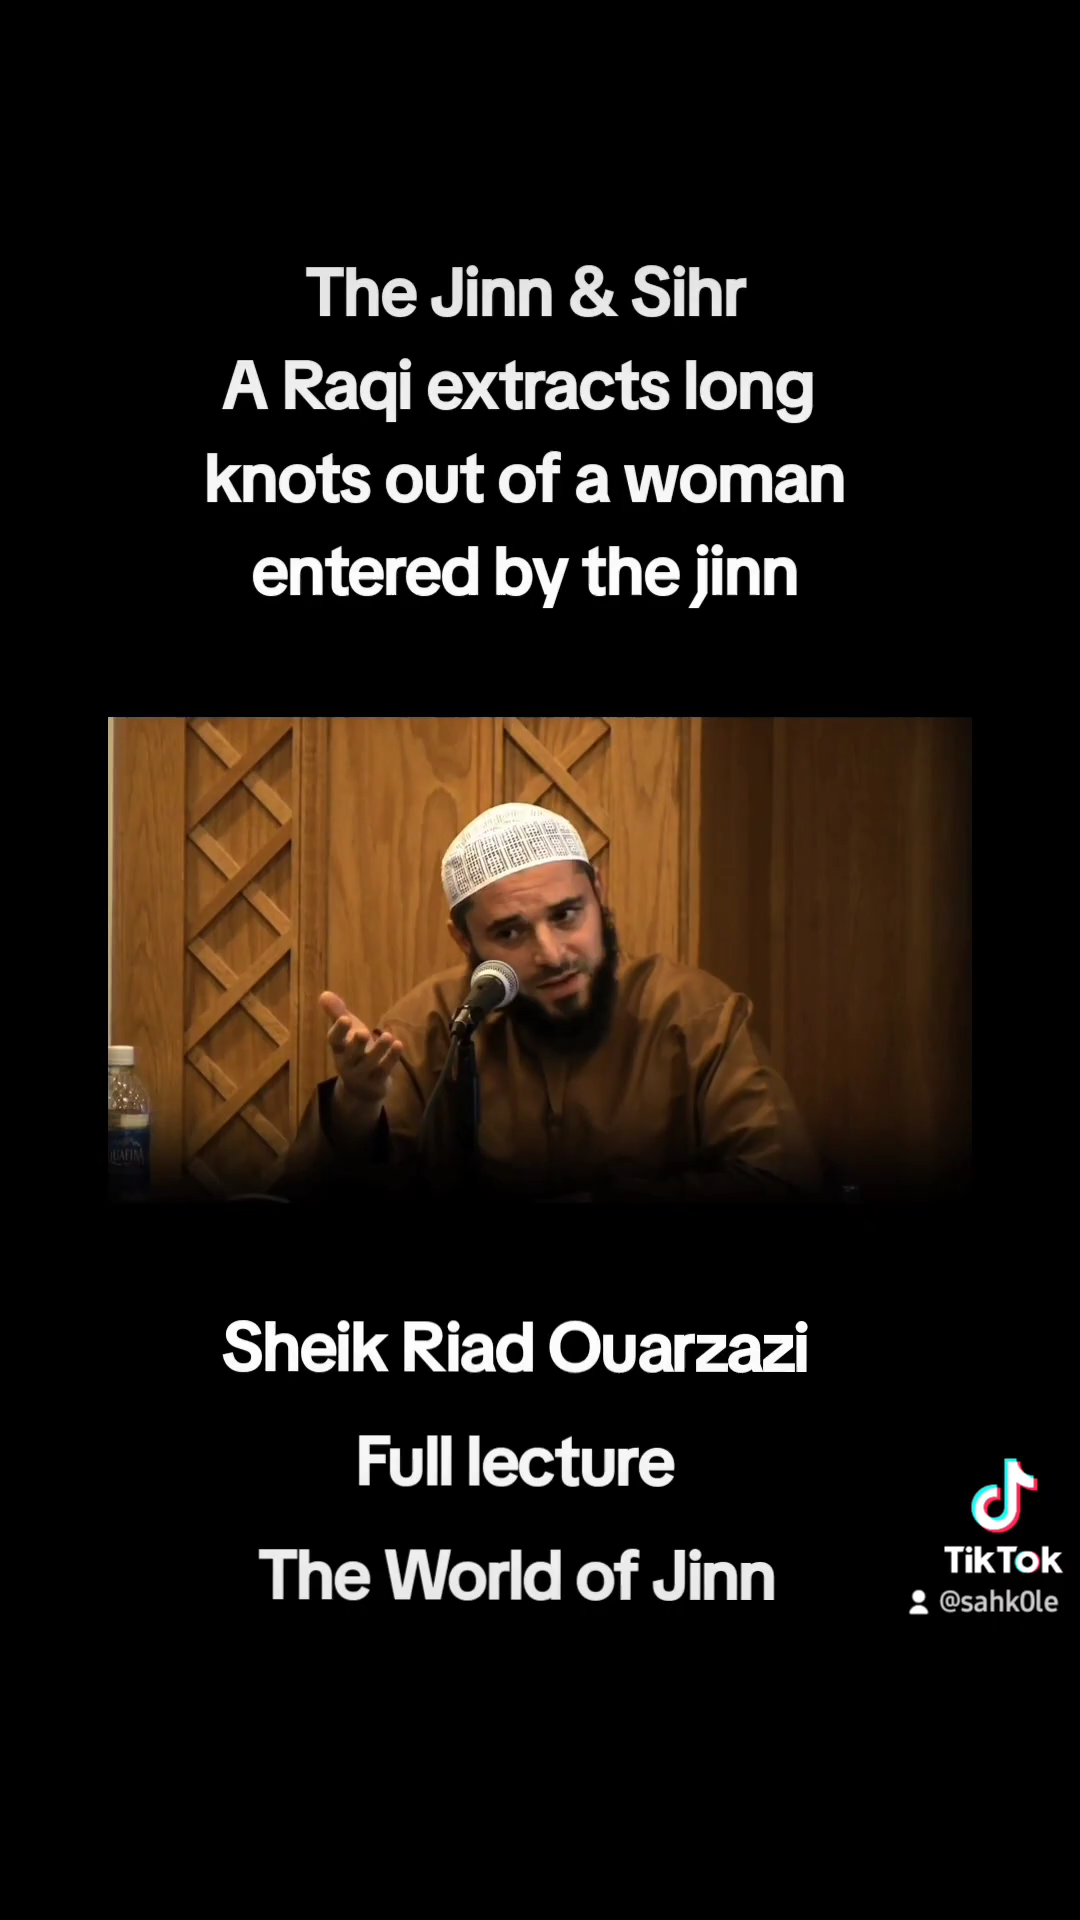 The Jinn & Sihr
A Raqi extracts long
knots out of a woman
entered by the jinn
Sheik Riad Ouarzazi
Full lecture
The World of Jinn
TikTok
@sahk0le